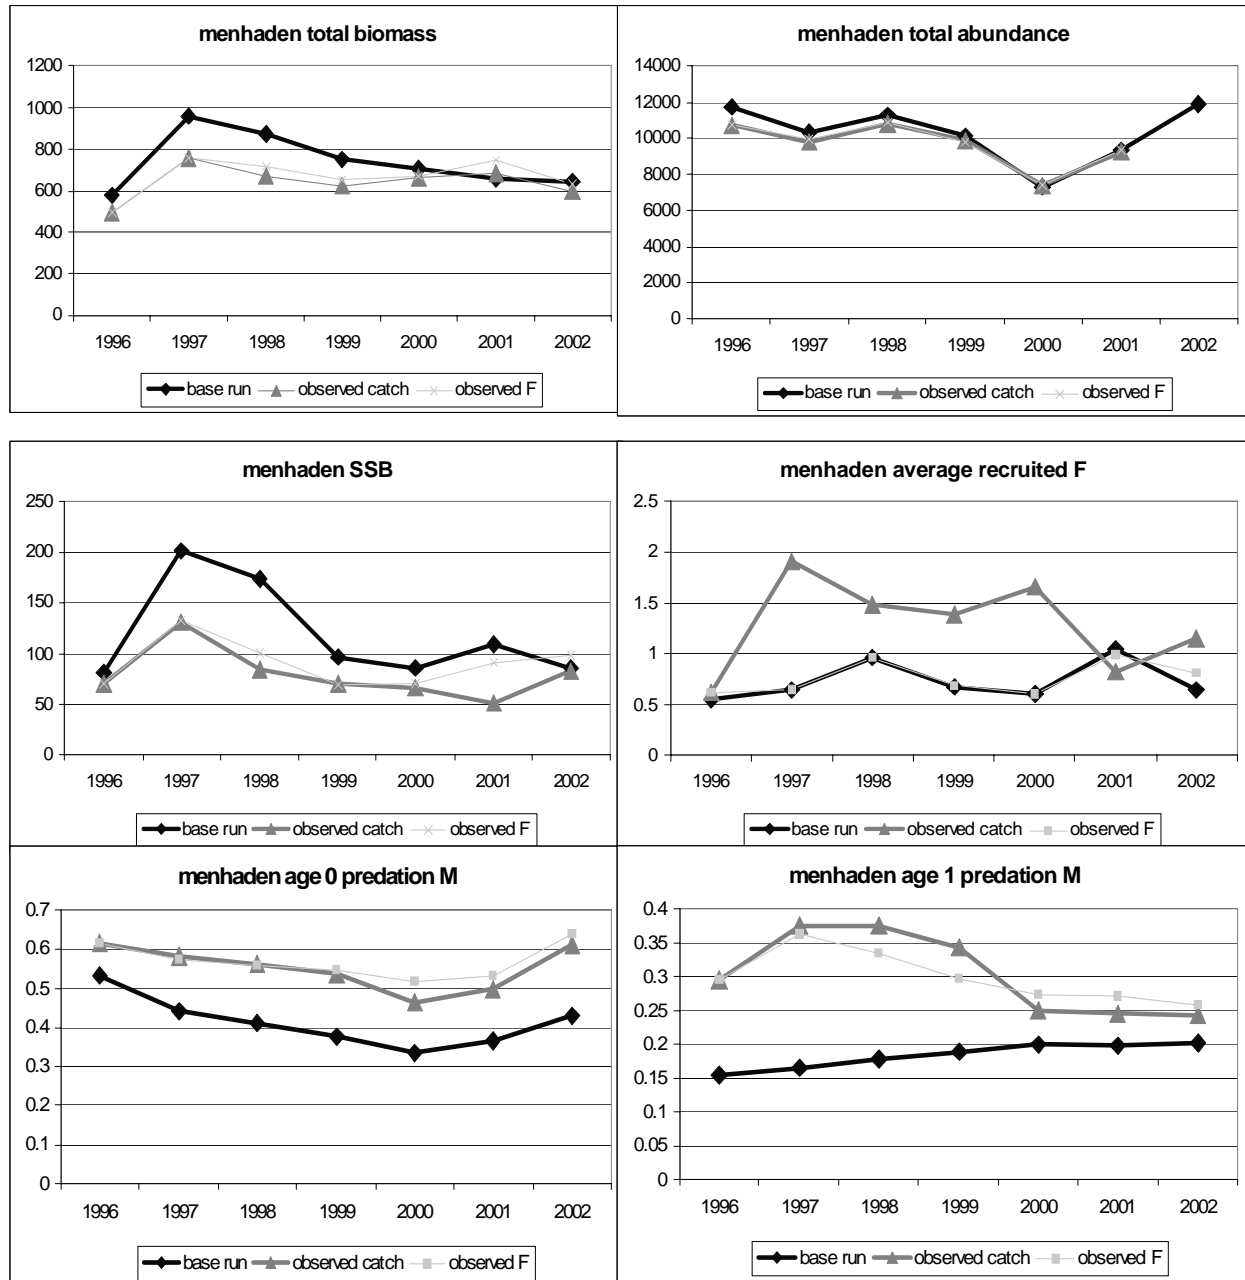 menhaden total biomass
1200
1000
800
600
400
200
0
1996 1997 1998 1999 2000 2001 2002
base run observed catch observed F
menhaden total abundance
14000
12000
10000
8000
6000
4000
2000
0
1996 1997 1998 1999 2000 2001 2002
base run observed catch observed F
menhaden SSB
250
200
150
100
50
0
1996 1997 1998 1999 2000 2001 2002
base run observed catch observed F
menhaden average recruited F
2.5
2
1.5
1
0.5
0
1996 1997 1998 1999 2000 2001 2002
base run observed catch observed F
menhaden age 0 predation M
0.7
0.6
0.5
0.4
0.3
0.2
0.1
0
1996 1997 1998 1999 2000 2001 2002
base run observed catch observed F
menhaden age 1 predation M
0.4
0.35
0.3
0.25
0.2
0.15
0.1
0.05
0
1996 1997 1998 1999 2000 2001 2002
base run observed catch observed F